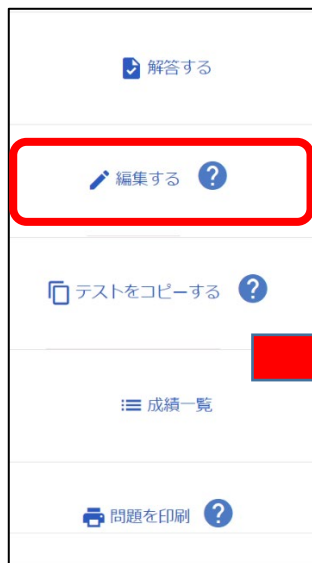 解答する
編集する ?
テストをコピーする ?
成績一覧
問題を印刷 ?